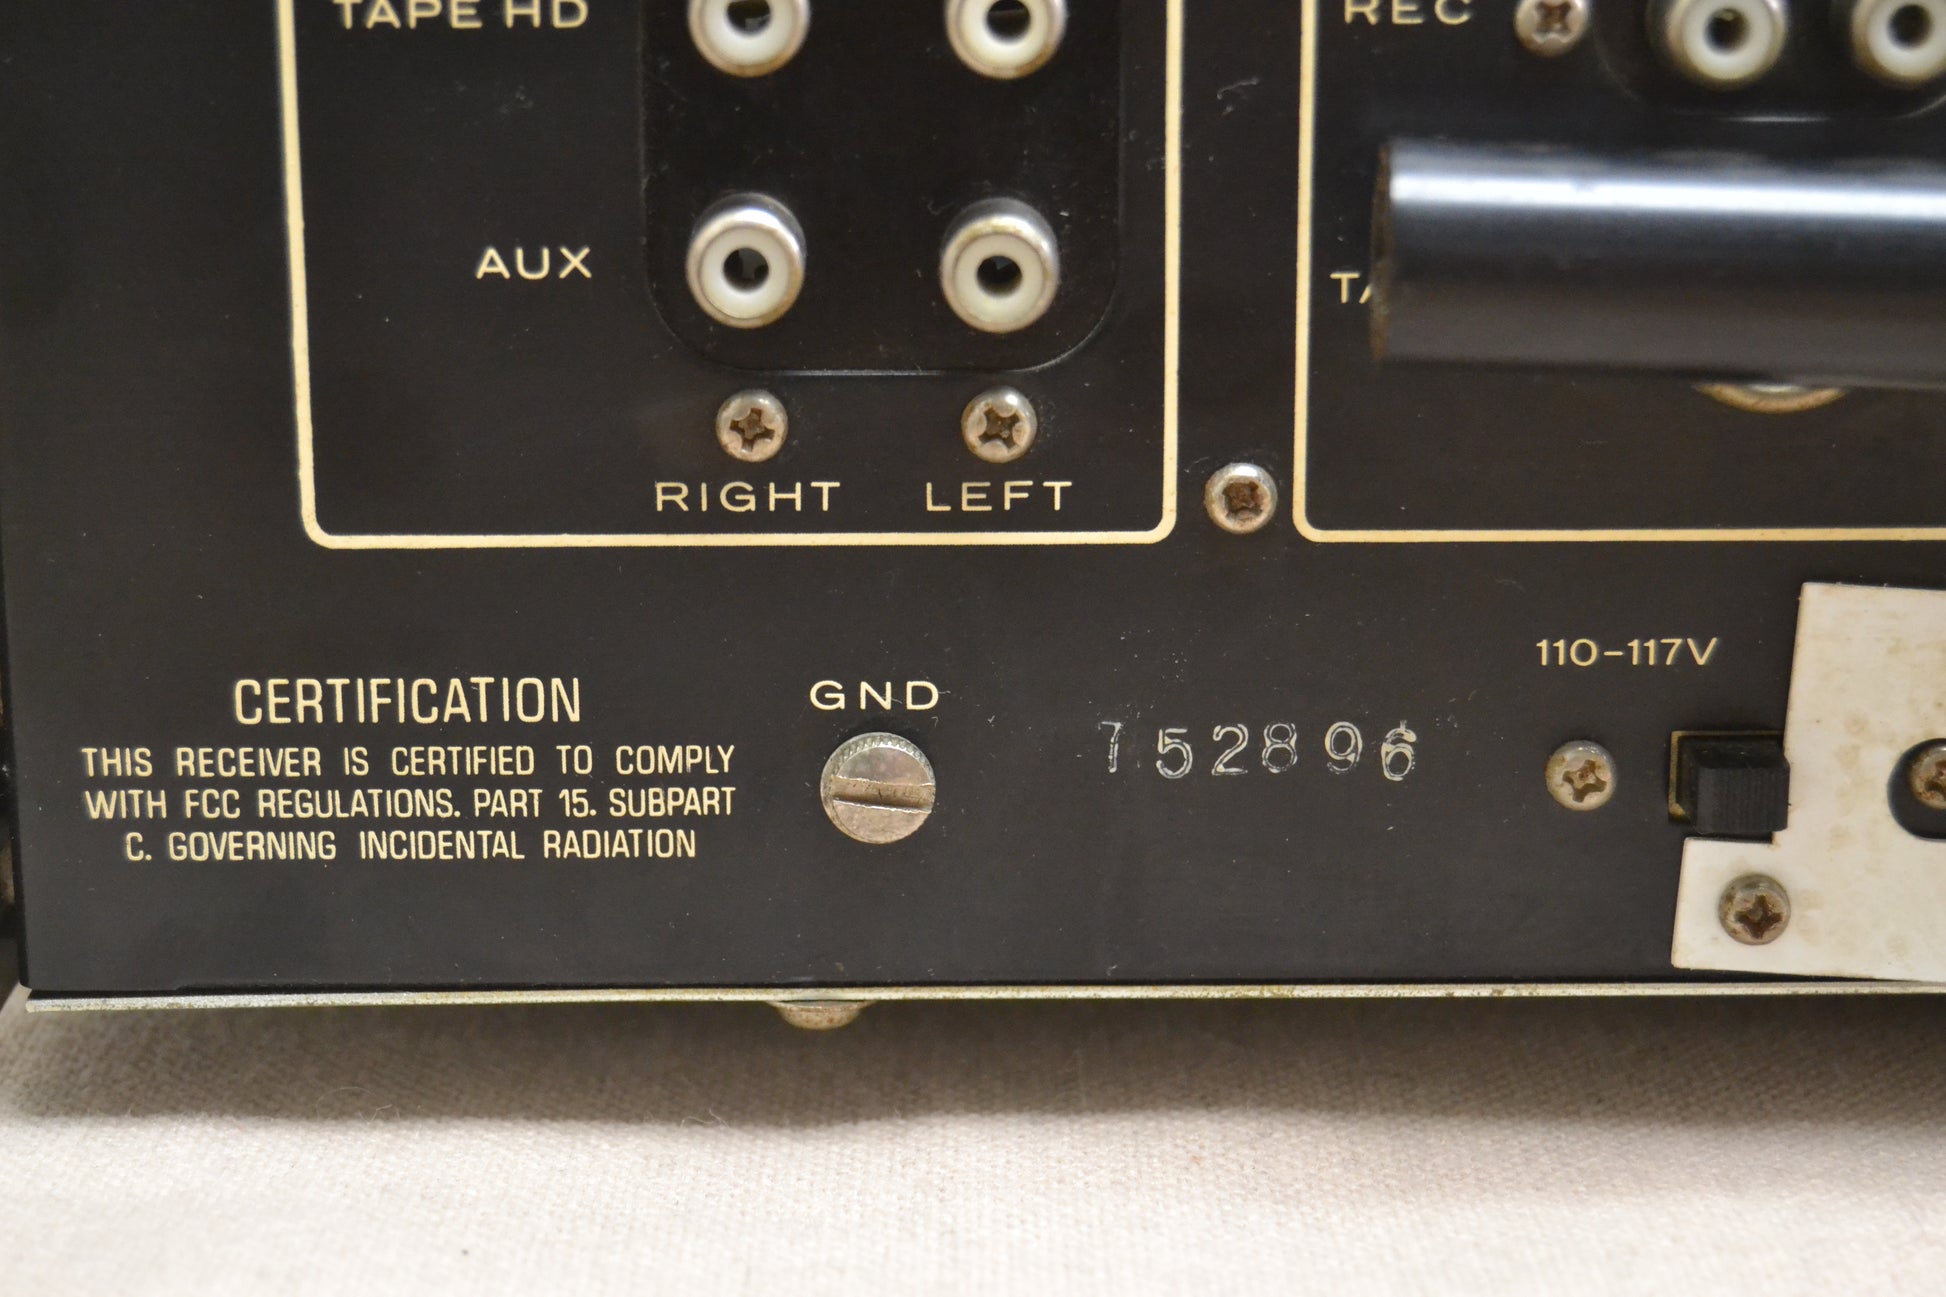 TAPE HD
REC
AUX
RIGHT LEFT
110-117V
CERTIFICATION
THIS RECEIVER IS CERTIFIED TO COMPLY
WITH FCC REGULATIONS. PART 15. SUBPART
C. GOVERNING INCIDENTAL RADIATION
GND
752896